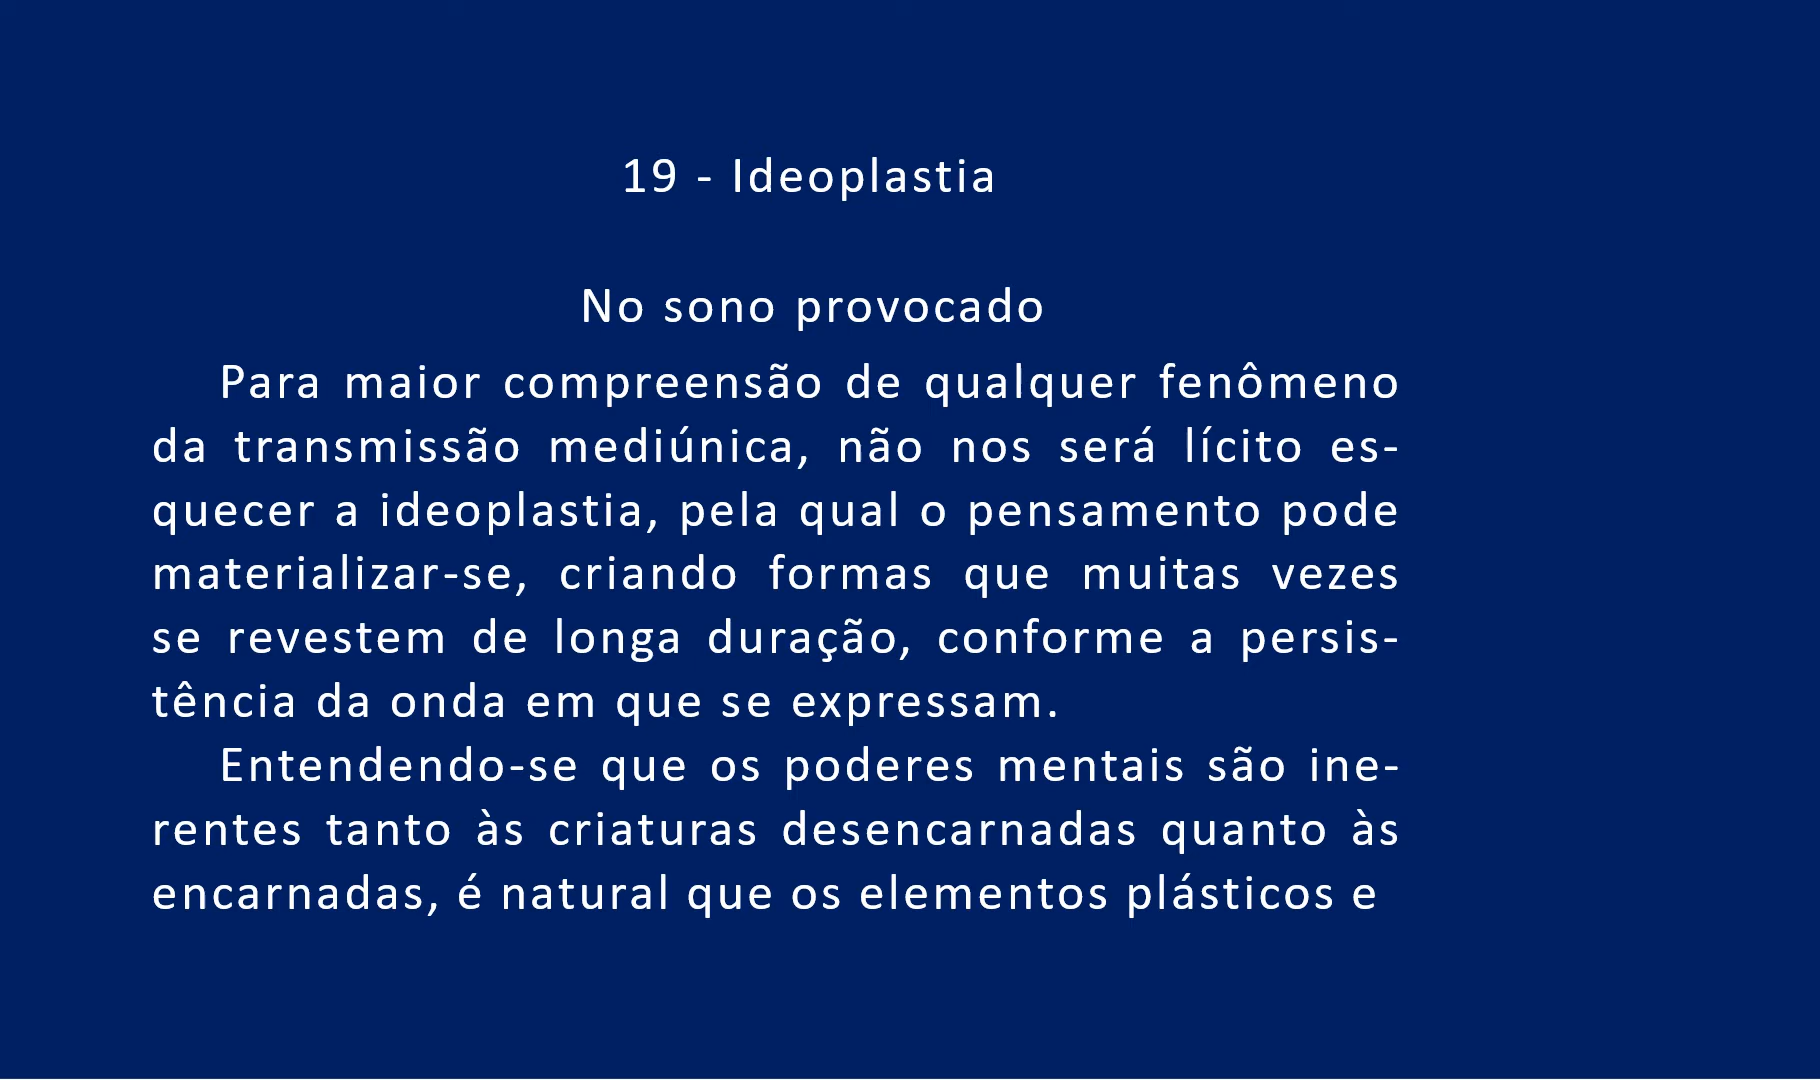 19 - Ideoplastia
No sono provocado
Para maior compreensão de qualquer fenômeno
da transmissão mediúnica, não nos será lícito es-
quecer a ideoplastia, pela qual o pensamento pode
materializar-se, criando formas que muitas vezes
se revestem de longa duração, conforme a persis-
tência da onda em que se expressam.
Entendendo-se que os poderes mentais são ine-
rentes tanto às criaturas desencarnadas quanto às
encarnadas, é natural que os elementos plásticos e